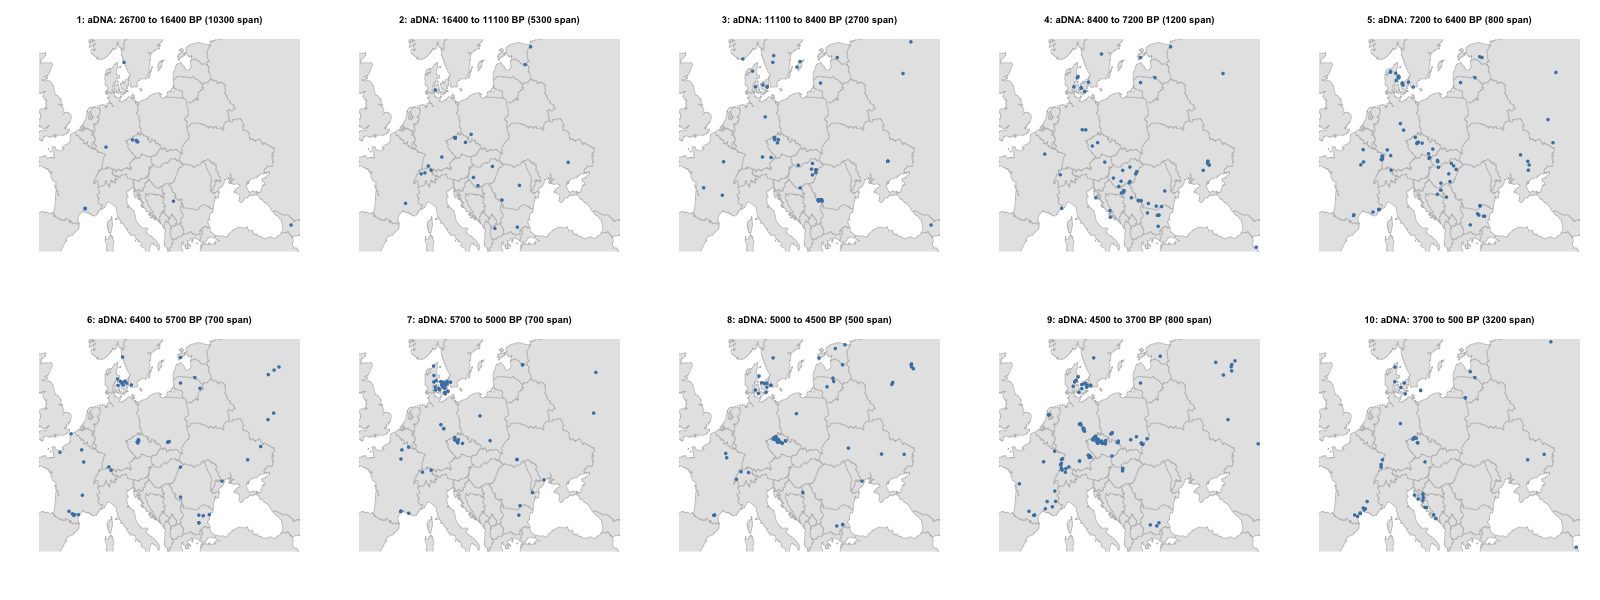 1: aDNA: 26700 to 16400 BP (10300 span)
2: aDNA: 16400 to 11100 BP (5300 span)
3: aDNA: 11100 to 8400 BP (2700 span)
4: aDNA: 8400 to 7200 BP (1200 span)
5: aDNA: 7200 to 6400 BP (800 span)
6: aDNA: 6400 to 5700 BP (700 span)
7: aDNA: 5700 to 5000 BP (700 span)
8: aDNA: 5000 to 4500 BP (500 span)
9: aDNA: 4500 to 3700 BP (800 span)
10: aDNA: 3700 to 500 BP (3200 span)